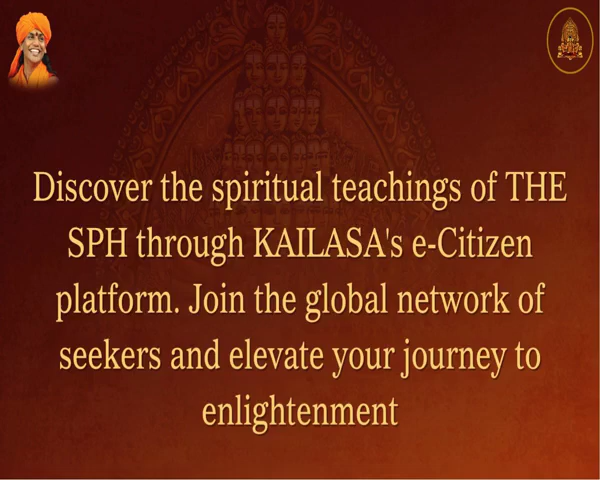 Discover the spiritual teachings of THE
SPH through KAILASA's e-Citizen
platform. Join the global network of
seekers and elevate your journey to
enlightenment